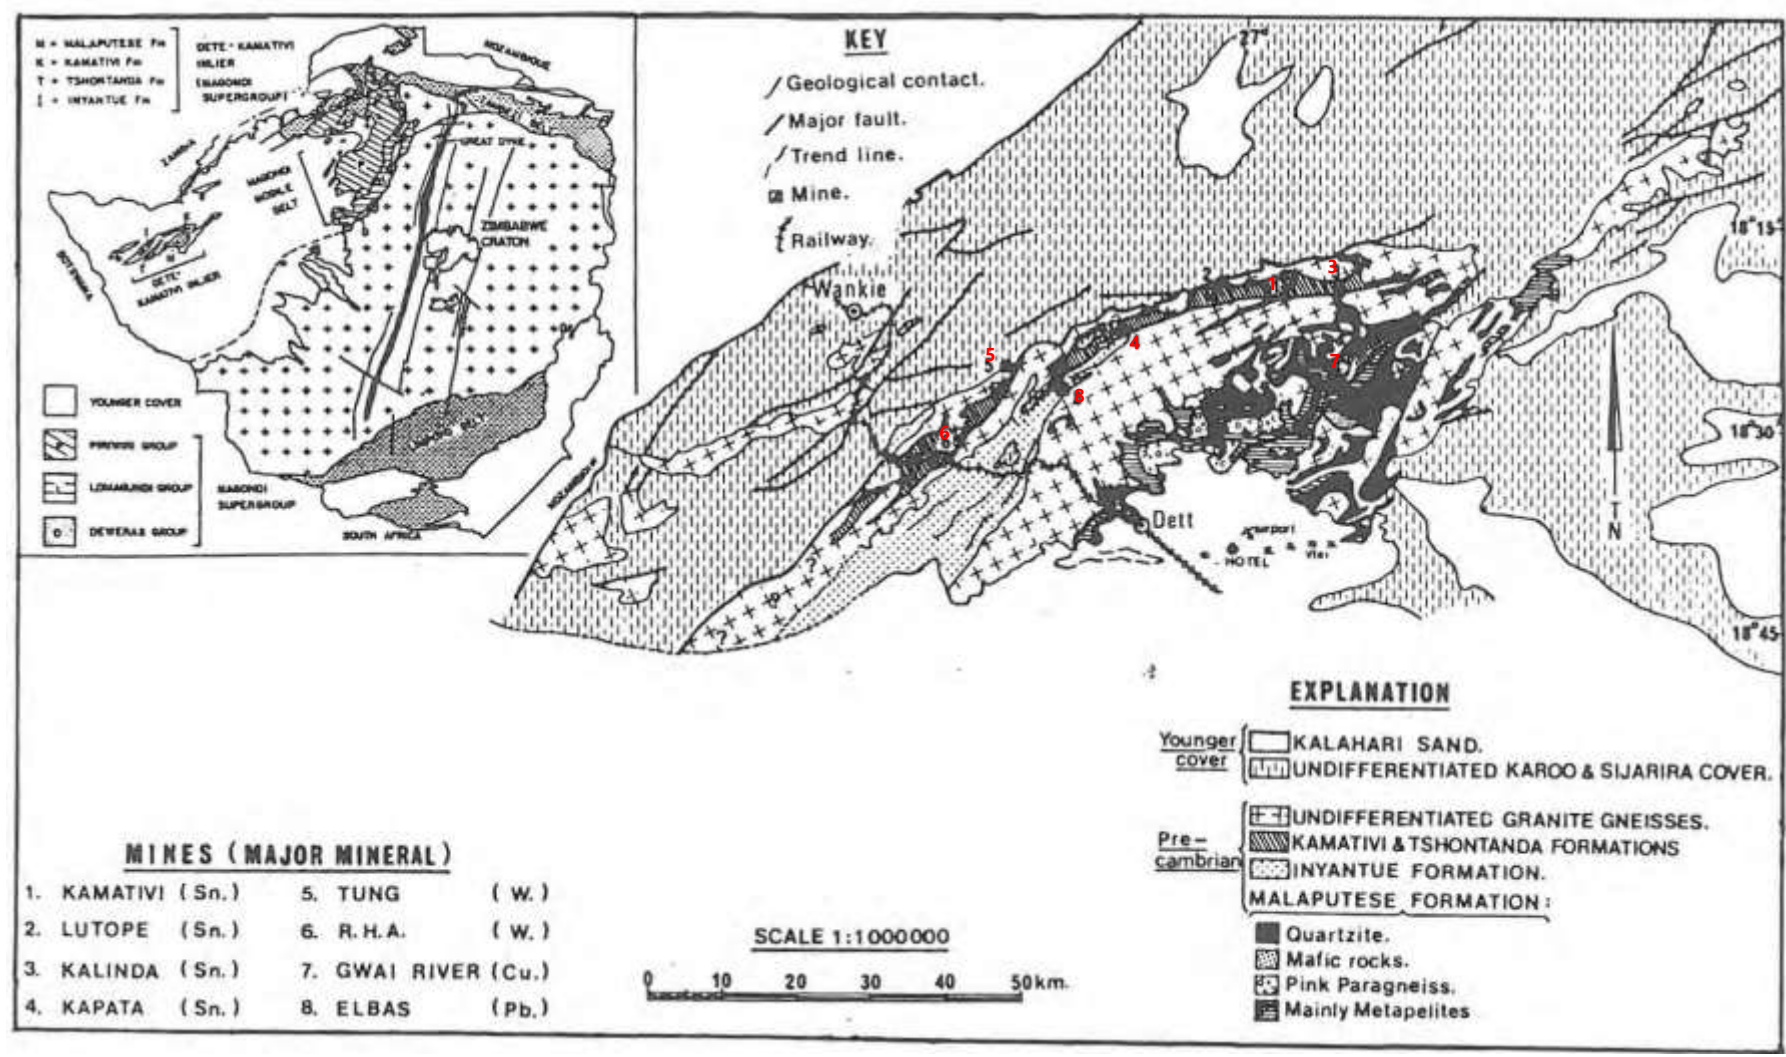 M = MALAPUTESE Fm
K = KAMATIVI Fm
T = TSHONTANDA Fm
I = INYANTUE Fm
DETE-KAMATIVI
INLIER
(MAGONDI
SUPERGROUP)
MOZAMBIQUE
ZAMBIA
BOTSWANA
MAGONDI
MOBILE
BELT
GREAT DYKE
ZIMBABWE
CRATON
DETE-
KAMATIVI INLIER
LIMPOPO BELT
MOZAMBIQUE
SOUTH AFRICA
YOUNGER COVER
PIRIWIRI GROUP
LOMAGUNDI GROUP
DEWERAS GROUP
MAGONDI
SUPERGROUP
KEY
Geological contact.
Major fault.
Trend line.
Mine.
Railway.
27°
18°15
18°30
18°45
Wankie
Dett
Airport
HOTEL
Vlei
N
1
2
3
4
5
6
7
8
?
?
EXPLANATION
Younger
cover
KALAHARI SAND.
UNDIFFERENTIATED KAROO & SIJARIRA COVER.
Pre-
cambrian
UNDIFFERENTIATED GRANITE GNEISSES.
KAMATIVI & TSHONTANDA FORMATIONS
INYANTUE FORMATION.
MALAPUTESE FORMATION:
Quartzite.
Mafic rocks.
Pink Paragneiss.
Mainly Metapelites
MINES (MAJOR MINERAL)
1. KAMATIVI (Sn.) 5. TUNG (W.)
2. LUTOPE (Sn.) 6. R.H.A. (W.)
3. KALINDA (Sn.) 7. GWAI RIVER (Cu.)
4. KAPATA (Sn.) 8. ELBAS (Pb.)
SCALE 1:1000000
0 10 20 30 40 50km.